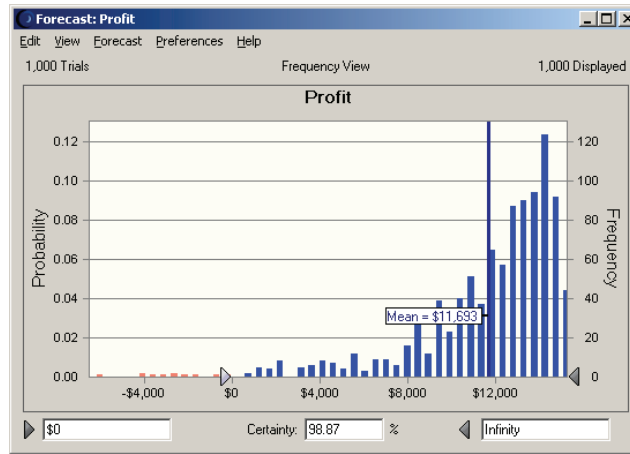 Forecast: Profit
Edit View Forecast Preferences Help
1,000 Trials Frequency View 1,000 Displayed
Profit
0.12 120
0.10 100
0.08 80
0.06 60
0.04 40
Mean = $11,693
0.02 20
0.00 0
Probability
Frequency
-$4,000 $0 $4,000 $8,000 $12,000
$0 Certainty: 98.87 % Infinity